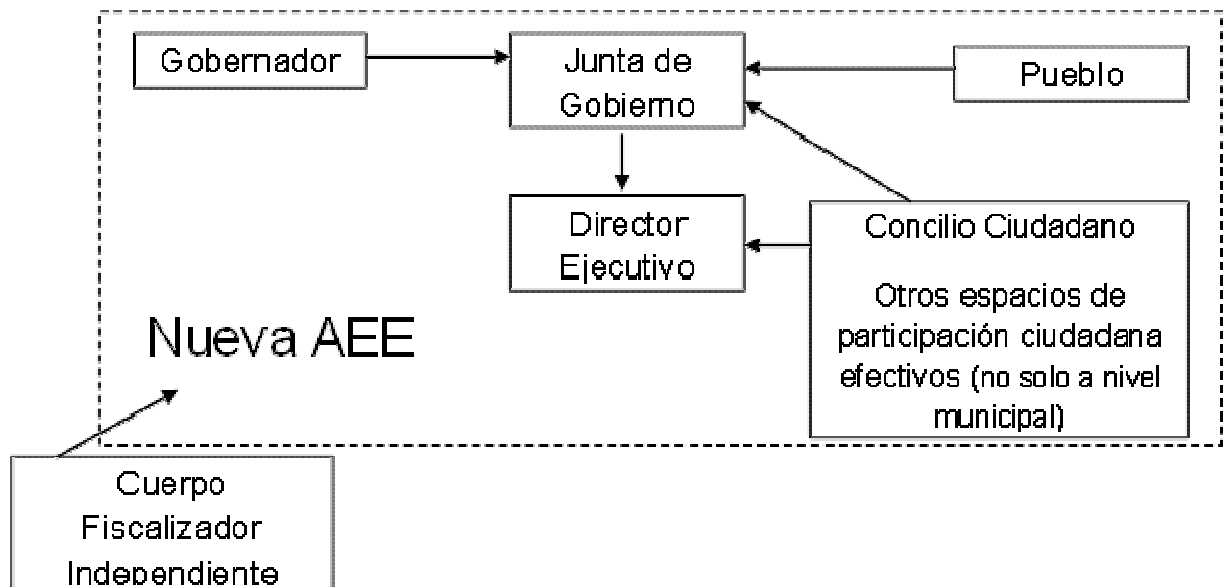 Gobernador
Junta de
Gobierno
Pueblo
Director
Ejecutivo
Concilio Ciudadano
Otros espacios de
participación ciudadana
efectivos (no solo a nivel
municipal)
Nueva AEE
Cuerpo
Fiscalizador
Independiente